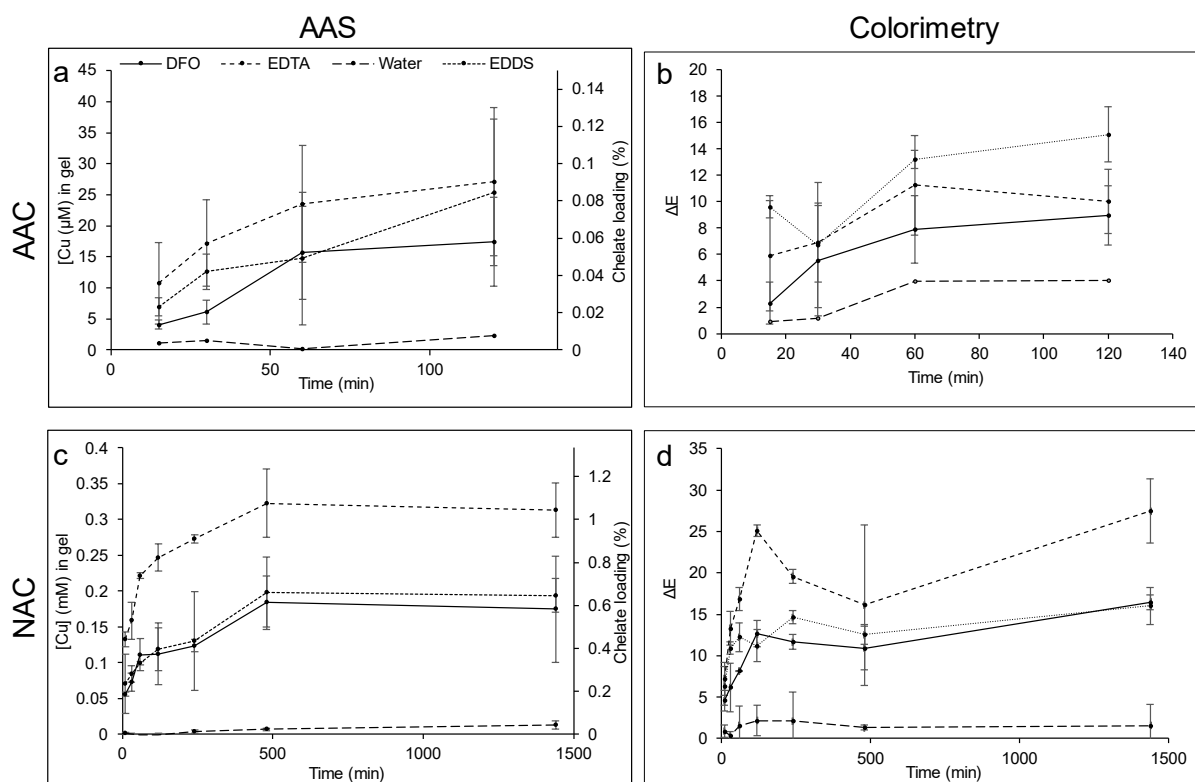 AAS
Colorimetry
AAC
NAC
a
DFO EDTA Water EDDS
45
40
35
30
25
20
15
10
5
0
[Cu (µM) in gel
0.14
0.12
0.1
0.08
0.06
0.04
0.02
0
Chelate loading (%)
50 100
Time (min)
b
20
18
16
14
12
10
8
6
4
2
0
ΔE
0 20 40 60 80 100 120 140
Time (min)
c
0.4
0.35
0.3
0.25
0.2
0.15
0.1
0.05
0
[Cu] (mM) in gel
1.2
1
0.8
0.6
0.4
0.2
0
Chelate loading (%)
0 500 1000 1500
Time (min)
d
35
30
25
20
15
10
5
0
ΔE
0 500 1000 1500
Time (min)